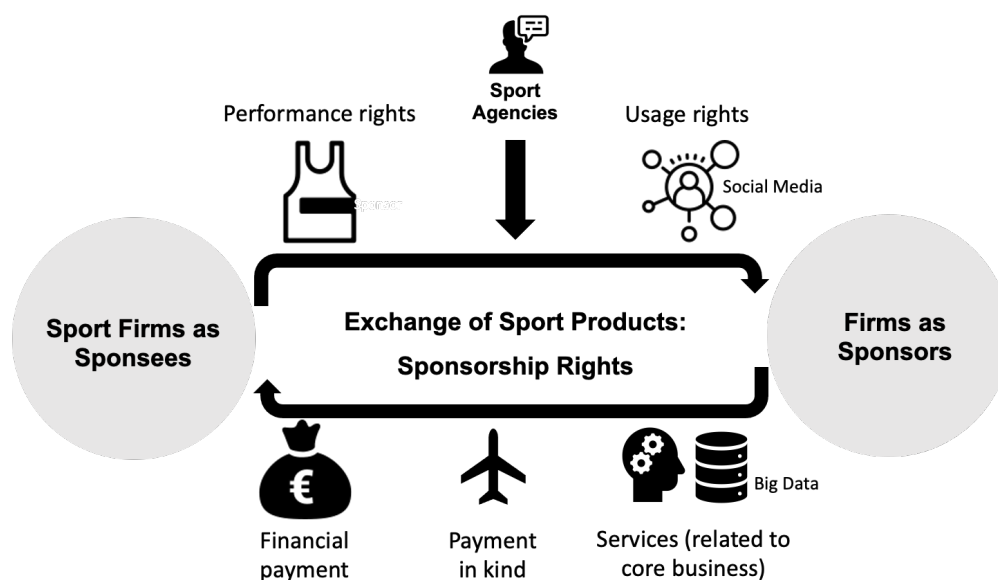 Sport
Agencies
Performance rights
Usage rights
Sponsor
Social Media
Sport Firms as
Sponsees
Exchange of Sport Products:
Sponsorship Rights
Firms as
Sponsors
€
Big Data
Financial
payment
Payment
in kind
Services (related to
core business)